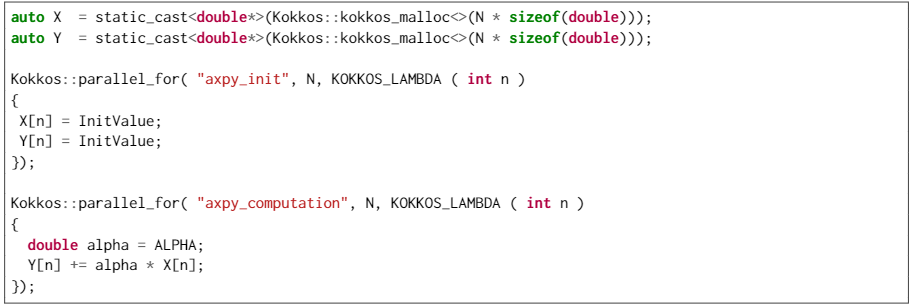 auto X  = static_cast<double*>(Kokkos::kokkos_malloc<>(N * sizeof(double)));
auto Y  = static_cast<double*>(Kokkos::kokkos_malloc<>(N * sizeof(double)));

Kokkos::parallel_for( "axpy_init", N, KOKKOS_LAMBDA ( int n )
{
 X[n] = InitValue;
 Y[n] = InitValue;
});

Kokkos::parallel_for( "axpy_computation", N, KOKKOS_LAMBDA ( int n )
{
  double alpha = ALPHA;
  Y[n] += alpha * X[n];
});